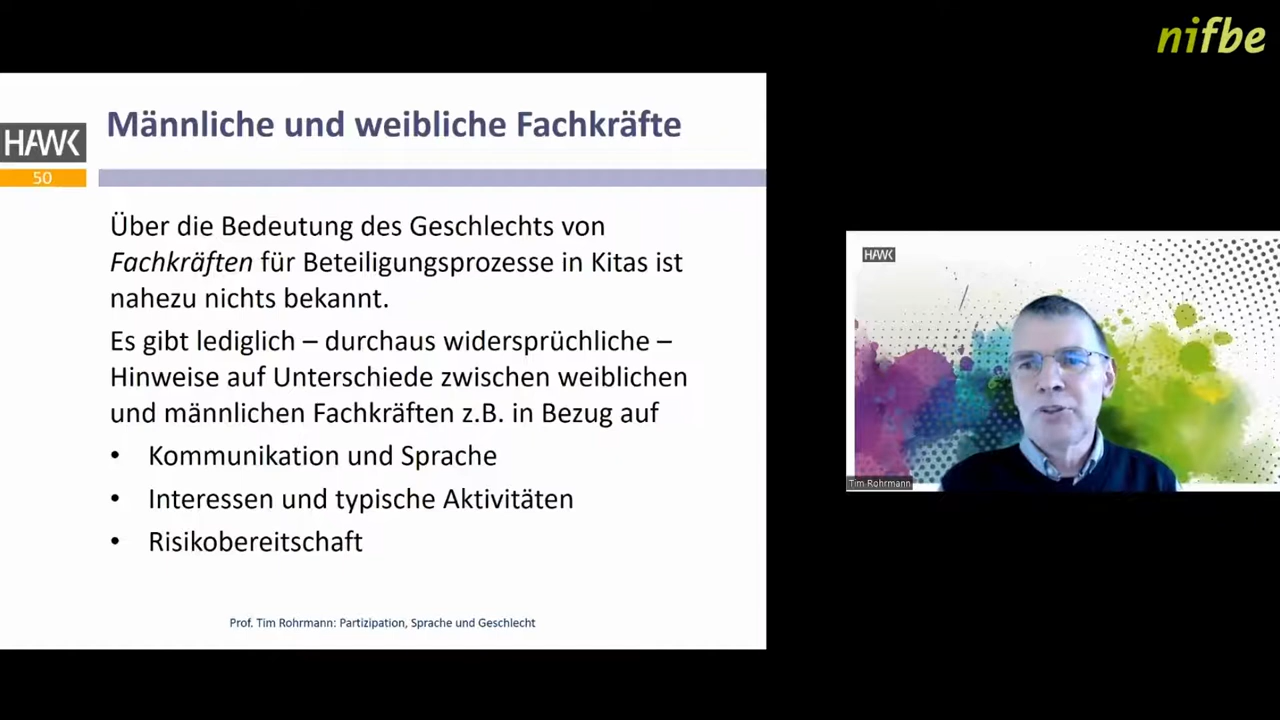 nifbe
HAWK
Männliche und weibliche Fachkräfte
50
Über die Bedeutung des Geschlechts von
Fachkräften für Beteiligungsprozesse in Kitas ist
nahezu nichts bekannt.
Es gibt lediglich – durchaus widersprüchliche –
Hinweise auf Unterschiede zwischen weiblichen
und männlichen Fachkräften z.B. in Bezug auf
• Kommunikation und Sprache
• Interessen und typische Aktivitäten
• Risikobereitschaft
Prof. Tim Rohrmann: Partizipation, Sprache und Geschlecht
HAWK
Tim Rohrmann